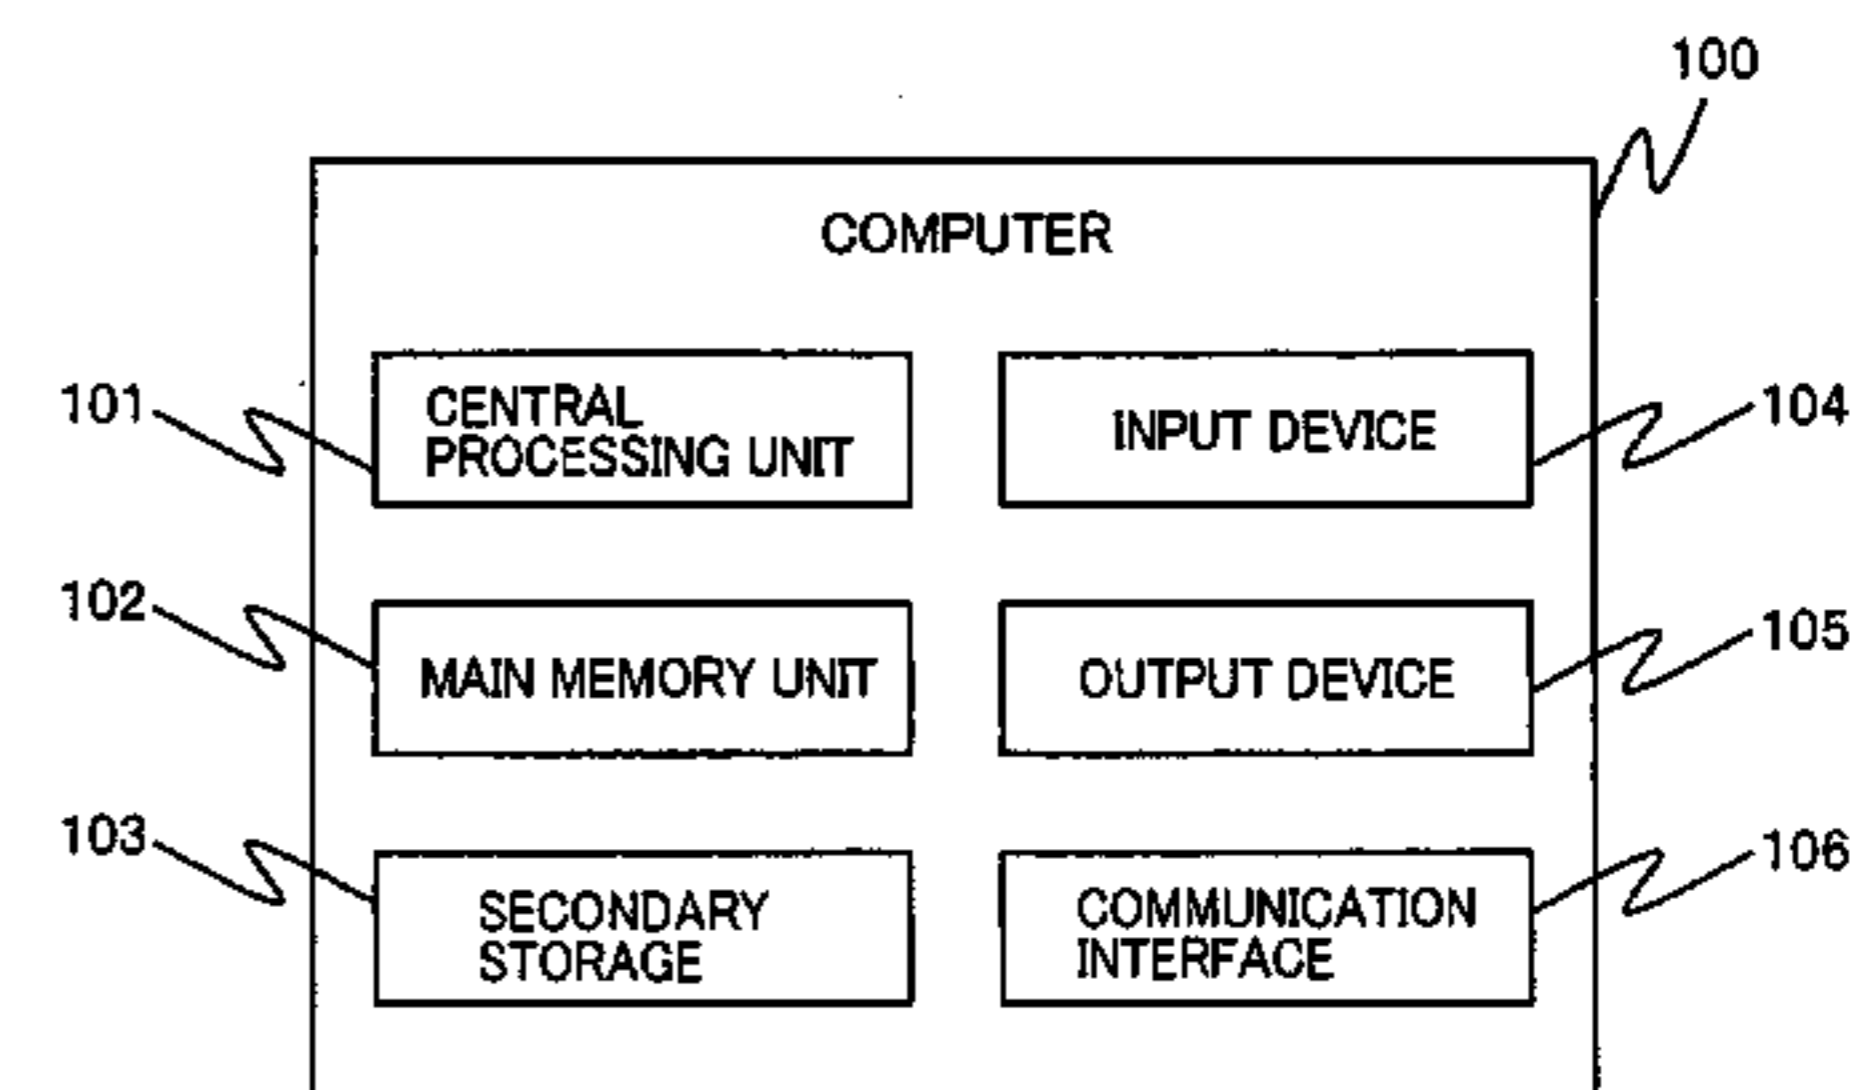 100
COMPUTER
101
CENTRAL
PROCESSING UNIT
INPUT DEVICE
104
102
MAIN MEMORY UNIT
OUTPUT DEVICE
105
103
SECONDARY
STORAGE
COMMUNICATION
INTERFACE
106